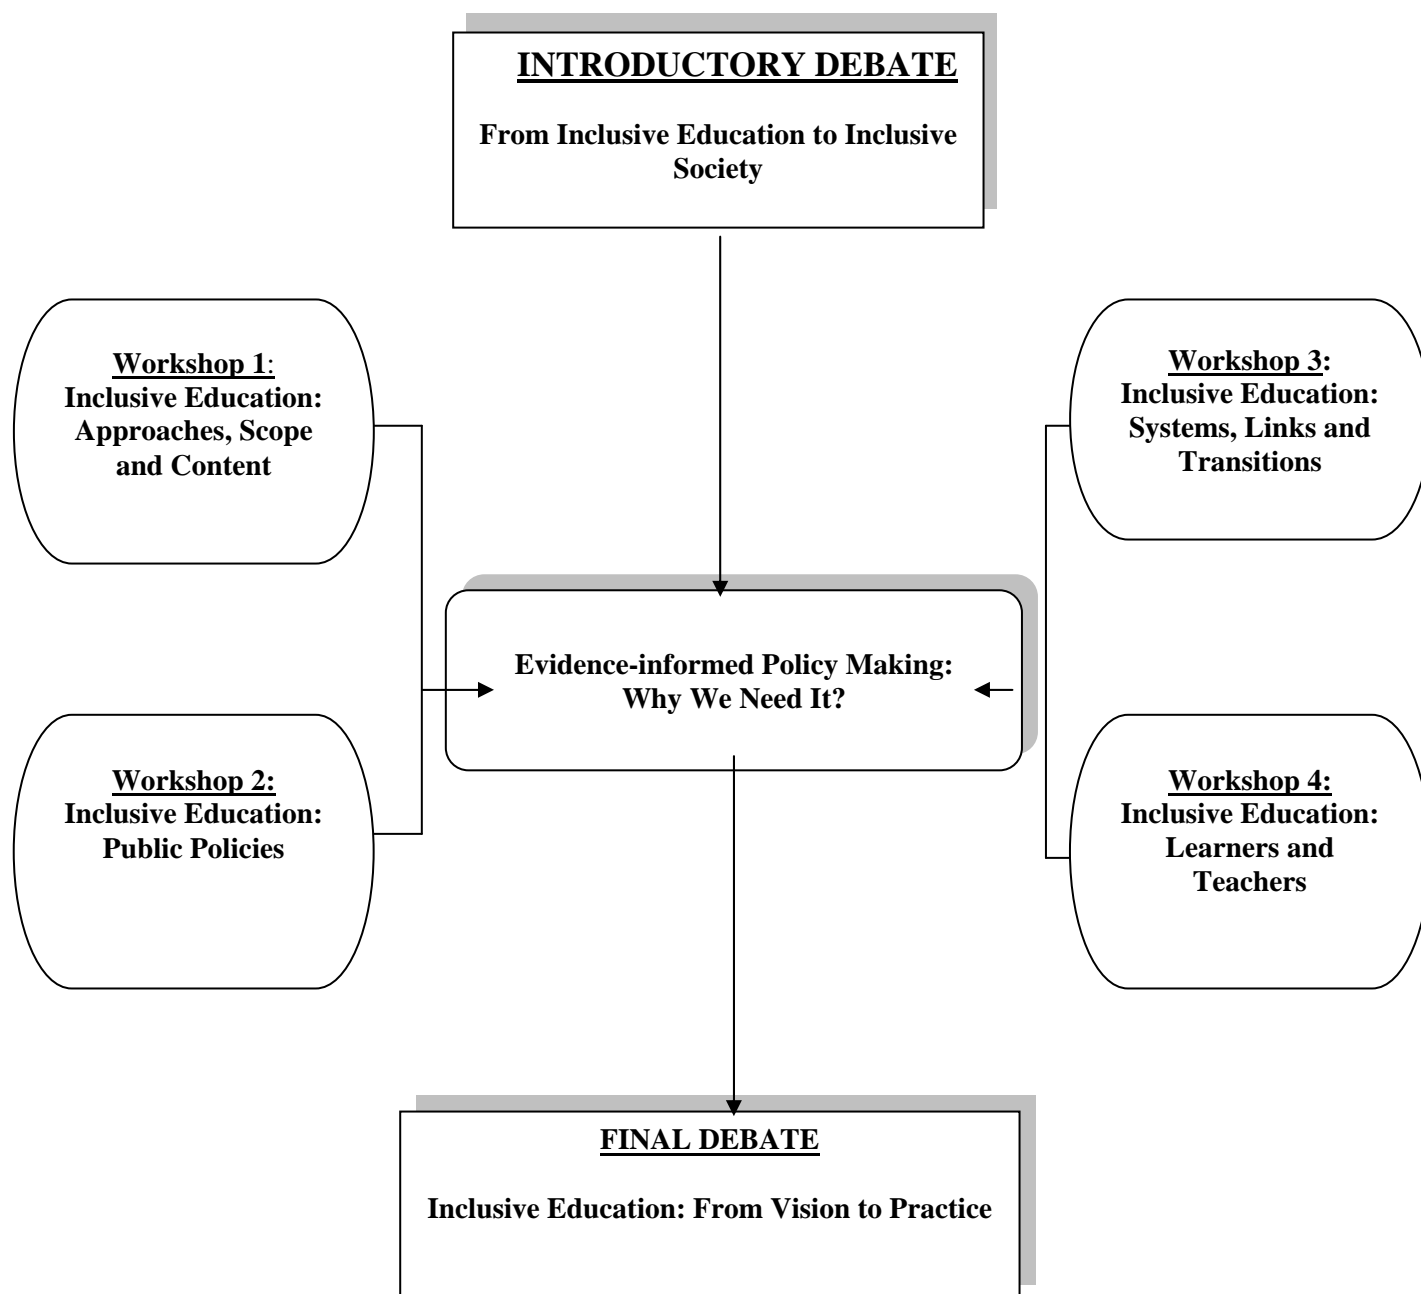 INTRODUCTORY DEBATE
From Inclusive Education to Inclusive
Society
Workshop 1:
Inclusive Education:
Approaches, Scope
and Content
Workshop 3:
Inclusive Education:
Systems, Links and
Transitions
Evidence-informed Policy Making:
Why We Need It?
Workshop 2:
Inclusive Education:
Public Policies
Workshop 4:
Inclusive Education:
Learners and
Teachers
FINAL DEBATE
Inclusive Education: From Vision to Practice